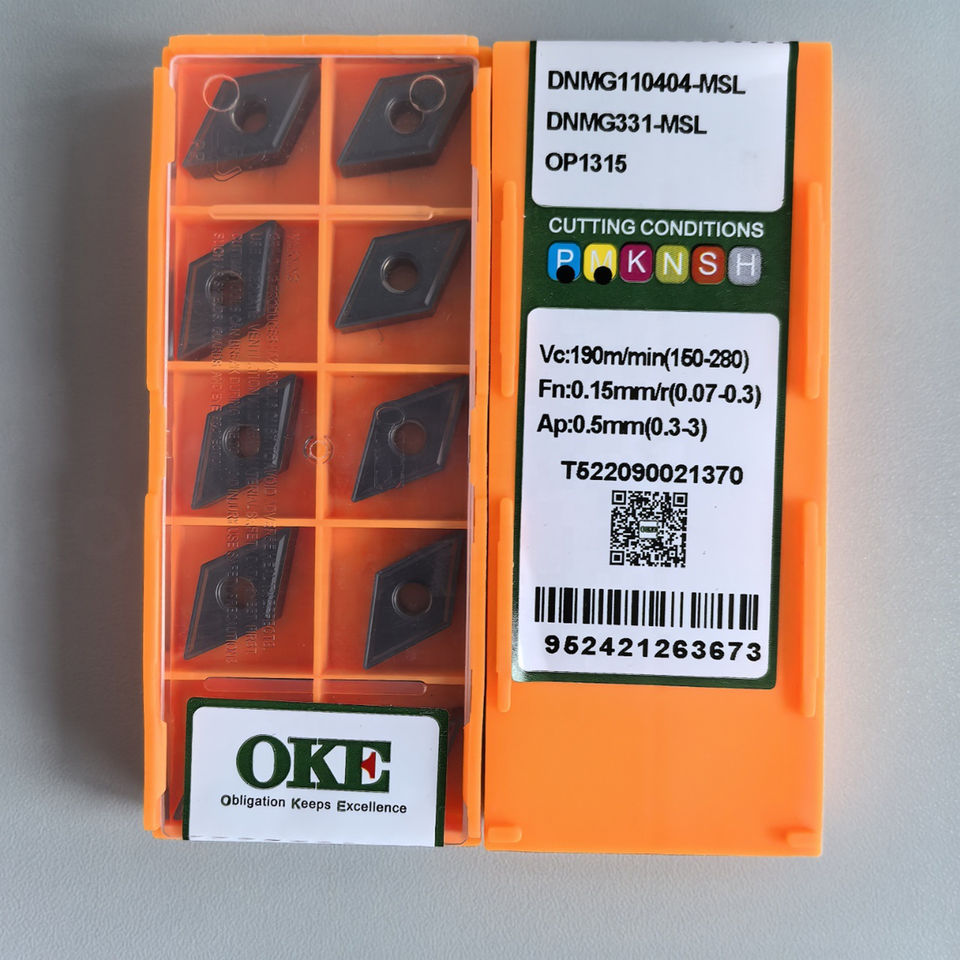 OKE
Obligation Keeps Excellence
DNMG110404-MSL
DNMG331-MSL
OP1315
CUTTING CONDITIONS
P M K N S H
Vc:190m/min(150-280)
Fn:0.15mm/r(0.07-0.3)
Ap:0.5mm(0.3-3)
T522090021370
952421263673